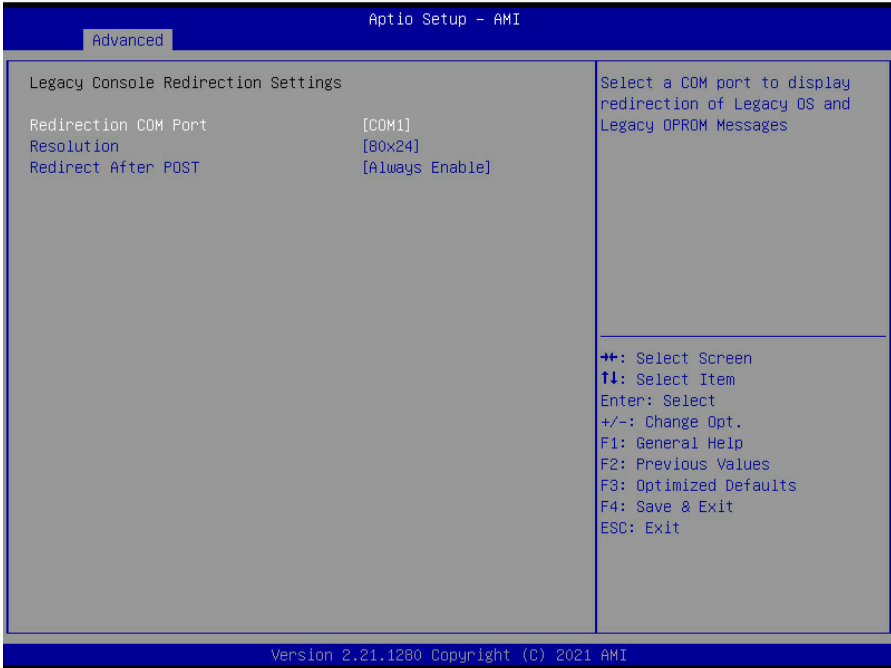 Aptio Setup – AMI
Advanced
Legacy Console Redirection Settings
Redirection COM Port [COM1]
Resolution [80x24]
Redirect After POST [Always Enable]
Select a COM port to display
redirection of Legacy OS and
Legacy OPROM Messages
→←: Select Screen
↑↓: Select Item
Enter: Select
+/-: Change Opt.
F1: General Help
F2: Previous Values
F3: Optimized Defaults
F4: Save & Exit
ESC: Exit
Version 2.21.1280 Copyright (C) 2021 AMI